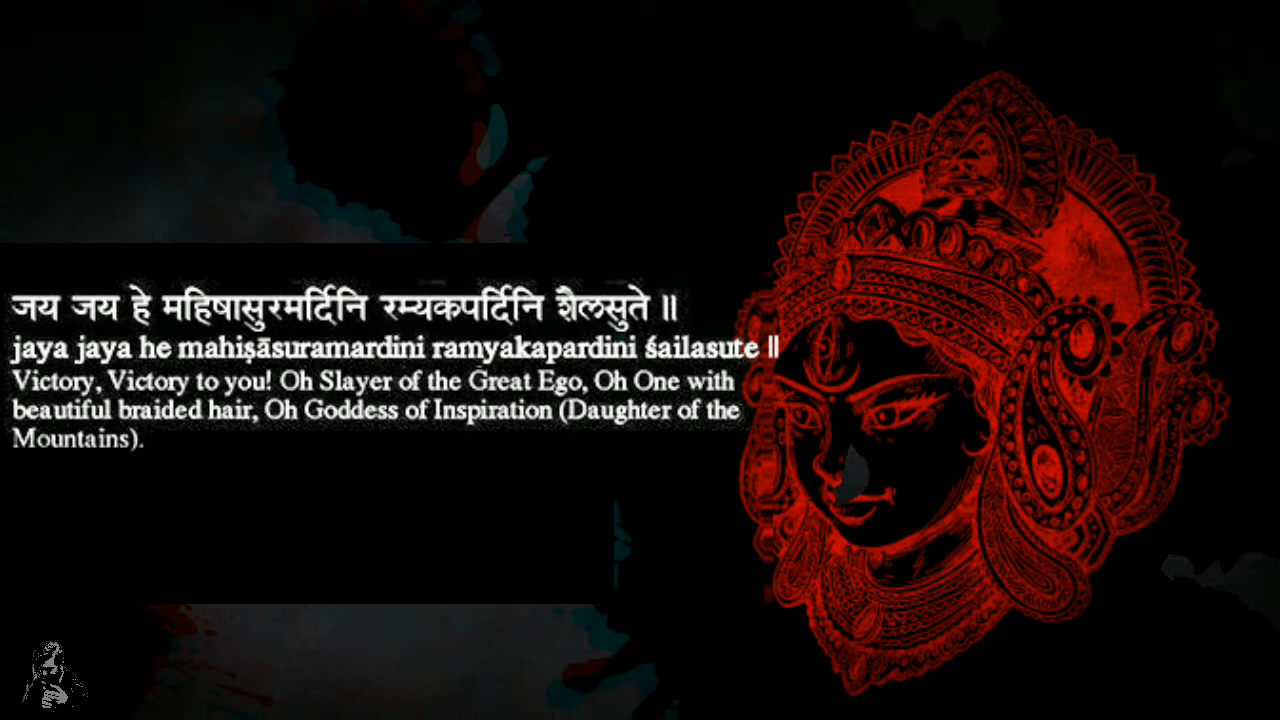 जय जय हे महिषासुरमर्दिनि रम्यकपर्दिनि शैलसुते ॥
jaya jaya he mahiṣāsuramardini ramyakapardini śailasute ||
Victory, Victory to you! Oh Slayer of the Great Ego, Oh One with
beautiful braided hair, Oh Goddess of Inspiration (Daughter of the
Mountains).